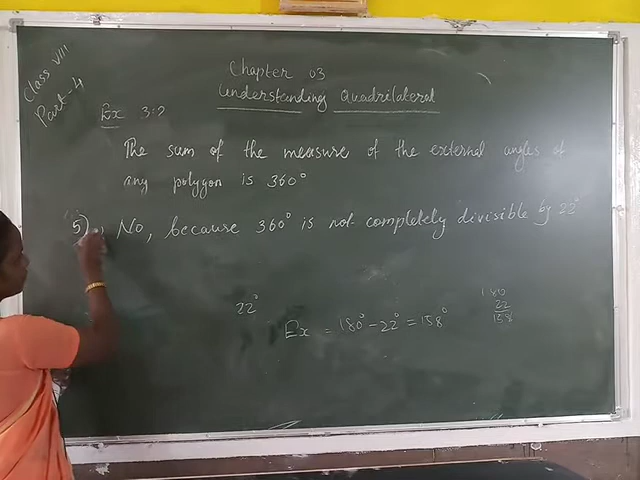 Class VIII
Part 4
Chapter 03
Understanding Quadrilateral
Ex 3.2
The sum of the measure of the external angles of
any polygon is 360°
5) No, because 360° is not completely divisible by 22°
22°
Ex = 180° - 22° = 158°
180
22
158